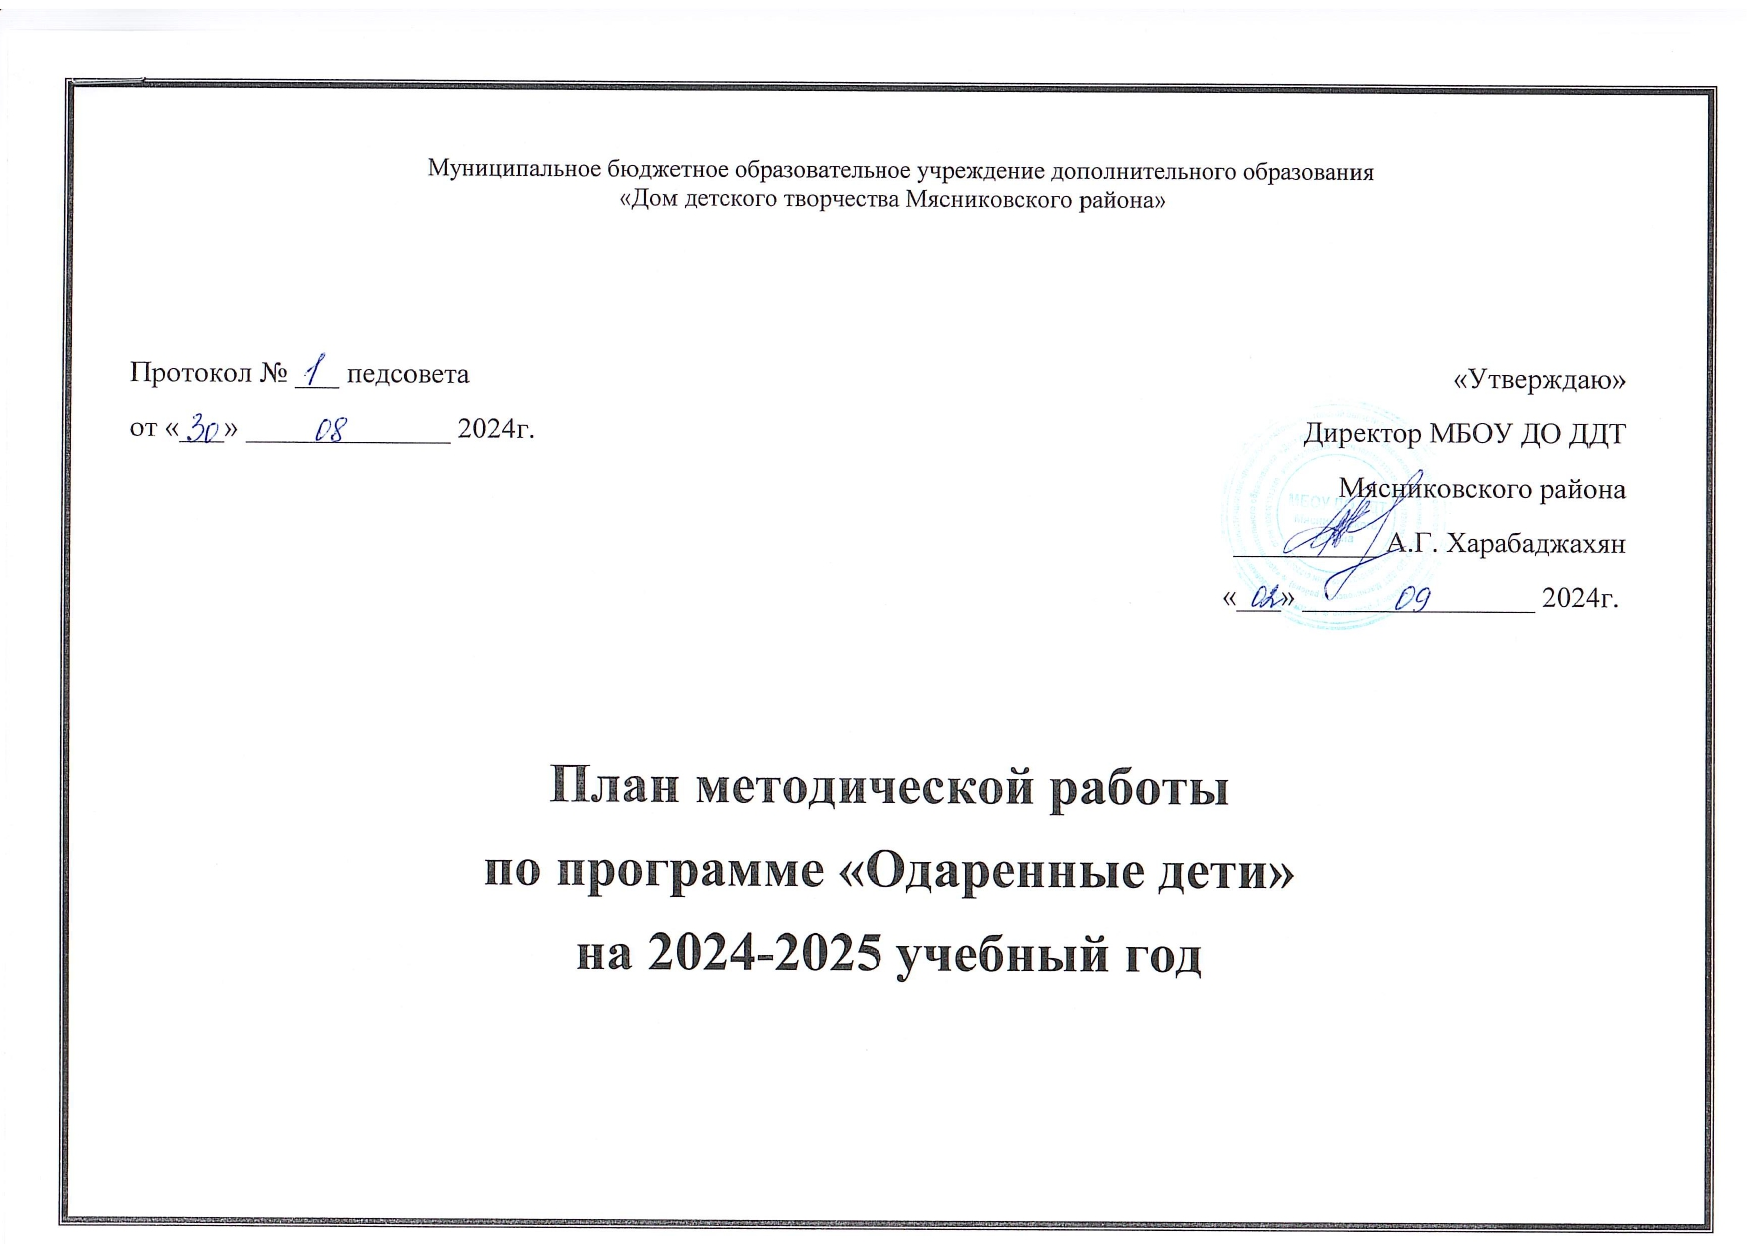 Муниципальное бюджетное образовательное учреждение дополнительного образования
«Дом детского творчества Мясниковского района»
Протокол № 1 педсовета
от «30» 08 2024г.
«Утверждаю»
Директор МБОУ ДО ДДТ
Мясниковского района
А.Г. Харабаджахян
«02» 09 2024г.
План методической работы
по программе «Одаренные дети»
на 2024-2025 учебный год